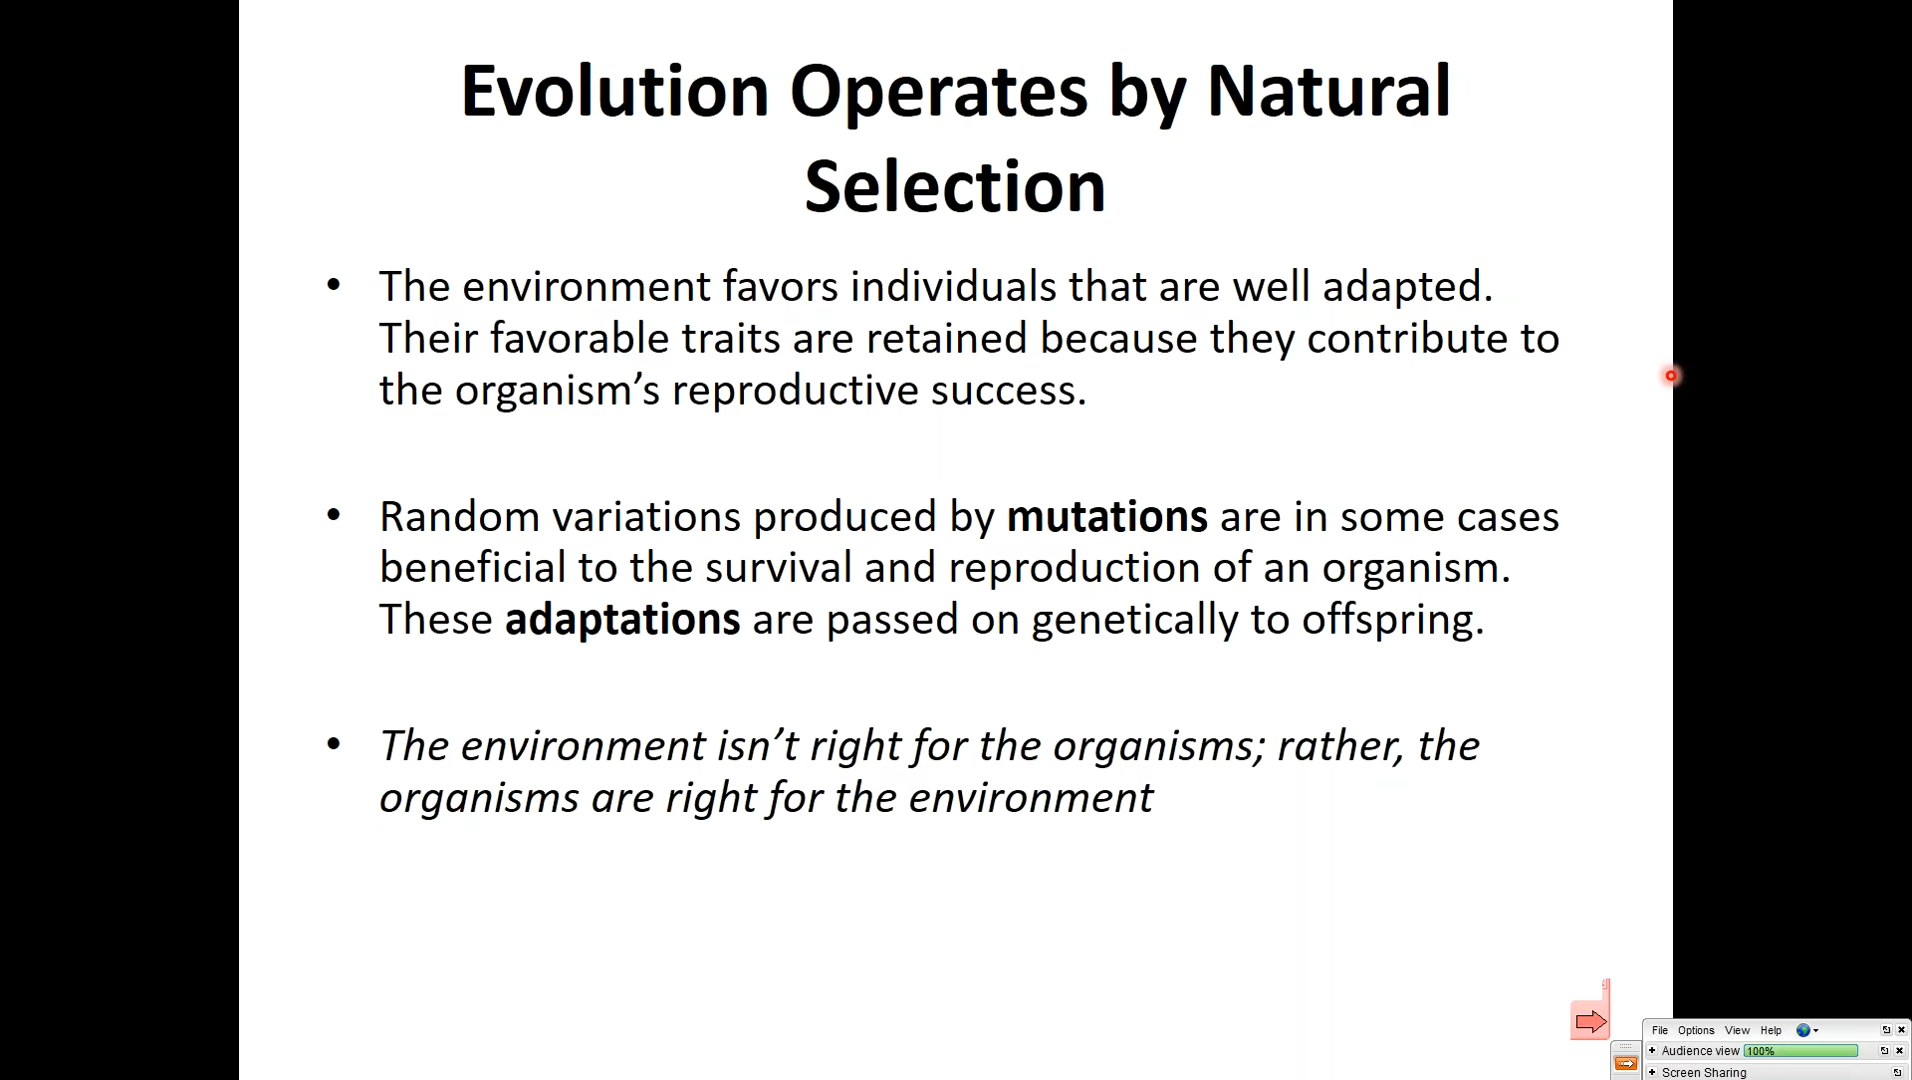 Evolution Operates by Natural
Selection
• The environment favors individuals that are well adapted.
Their favorable traits are retained because they contribute to
the organism’s reproductive success.
• Random variations produced by mutations are in some cases
beneficial to the survival and reproduction of an organism.
These adaptations are passed on genetically to offspring.
• The environment isn’t right for the organisms; rather, the
organisms are right for the environment
File Options View Help
Audience view 100%
Screen Sharing